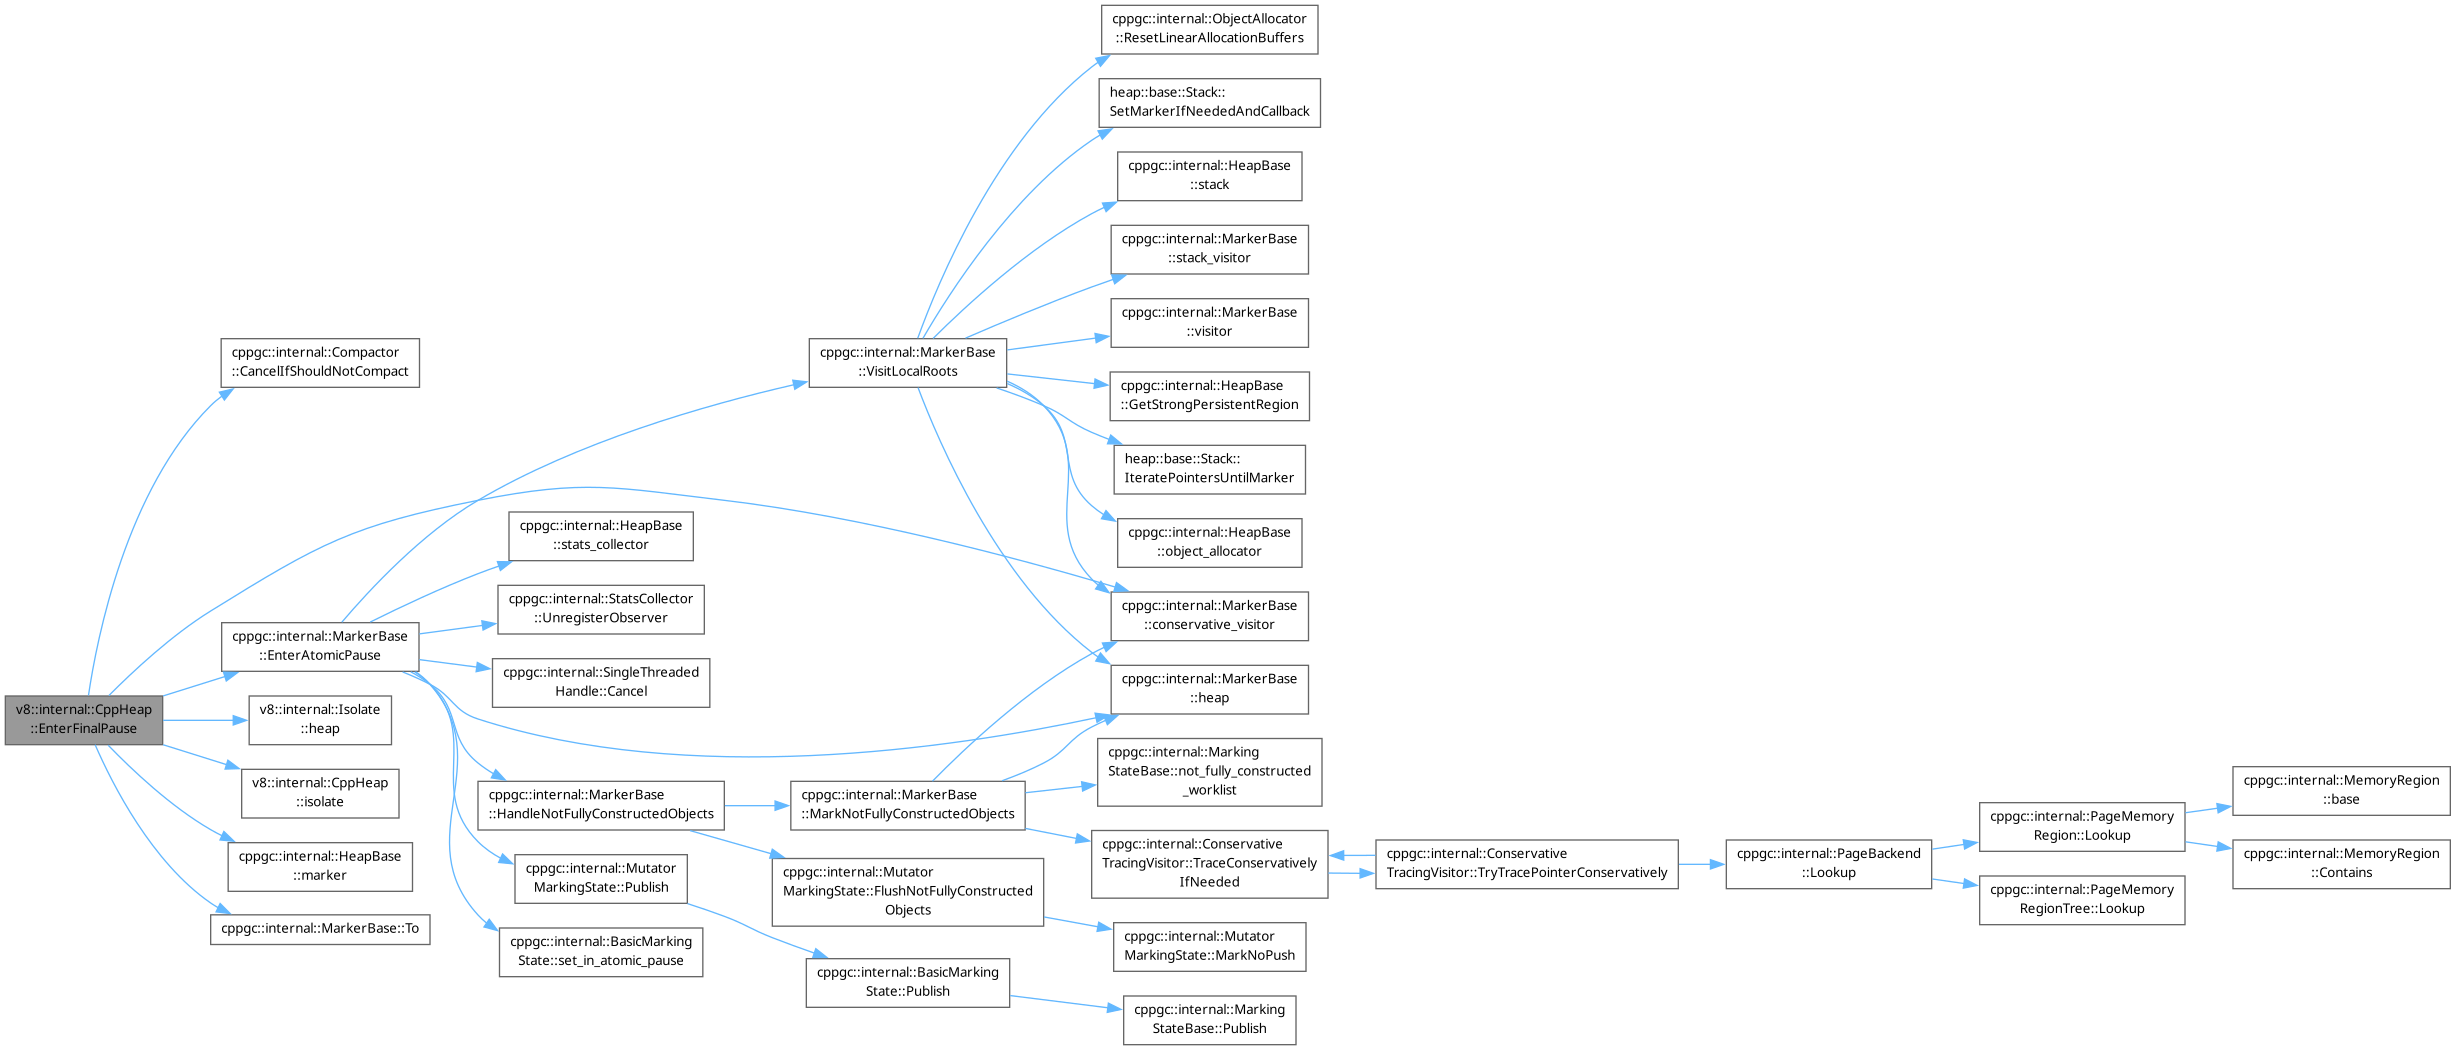 v8::internal::CppHeap
::EnterFinalPause
cppgc::internal::Compactor
::CancelIfShouldNotCompact
cppgc::internal::MarkerBase
::EnterAtomicPause
v8::internal::Isolate
::heap
v8::internal::CppHeap
::isolate
cppgc::internal::HeapBase
::marker
cppgc::internal::MarkerBase::To
cppgc::internal::HeapBase
::stats_collector
cppgc::internal::StatsCollector
::UnregisterObserver
cppgc::internal::SingleThreaded
Handle::Cancel
cppgc::internal::MarkerBase
::HandleNotFullyConstructedObjects
cppgc::internal::Mutator
MarkingState::Publish
cppgc::internal::BasicMarking
State::set_in_atomic_pause
cppgc::internal::MarkerBase
::VisitLocalRoots
cppgc::internal::MarkerBase
::MarkNotFullyConstructedObjects
cppgc::internal::Mutator
MarkingState::FlushNotFullyConstructed
Objects
cppgc::internal::BasicMarking
State::Publish
cppgc::internal::ObjectAllocator
::ResetLinearAllocationBuffers
heap::base::Stack::
SetMarkerIfNeededAndCallback
cppgc::internal::HeapBase
::stack
cppgc::internal::MarkerBase
::stack_visitor
cppgc::internal::MarkerBase
::visitor
cppgc::internal::HeapBase
::GetStrongPersistentRegion
heap::base::Stack::
IteratePointersUntilMarker
cppgc::internal::HeapBase
::object_allocator
cppgc::internal::MarkerBase
::conservative_visitor
cppgc::internal::MarkerBase
::heap
cppgc::internal::Marking
StateBase::not_fully_constructed
_worklist
cppgc::internal::Conservative
TracingVisitor::TraceConservatively
IfNeeded
cppgc::internal::Mutator
MarkingState::MarkNoPush
cppgc::internal::Marking
StateBase::Publish
cppgc::internal::Conservative
TracingVisitor::TryTracePointerConservatively
cppgc::internal::PageBackend
::Lookup
cppgc::internal::PageMemory
Region::Lookup
cppgc::internal::PageMemory
RegionTree::Lookup
cppgc::internal::MemoryRegion
::base
cppgc::internal::MemoryRegion
::Contains